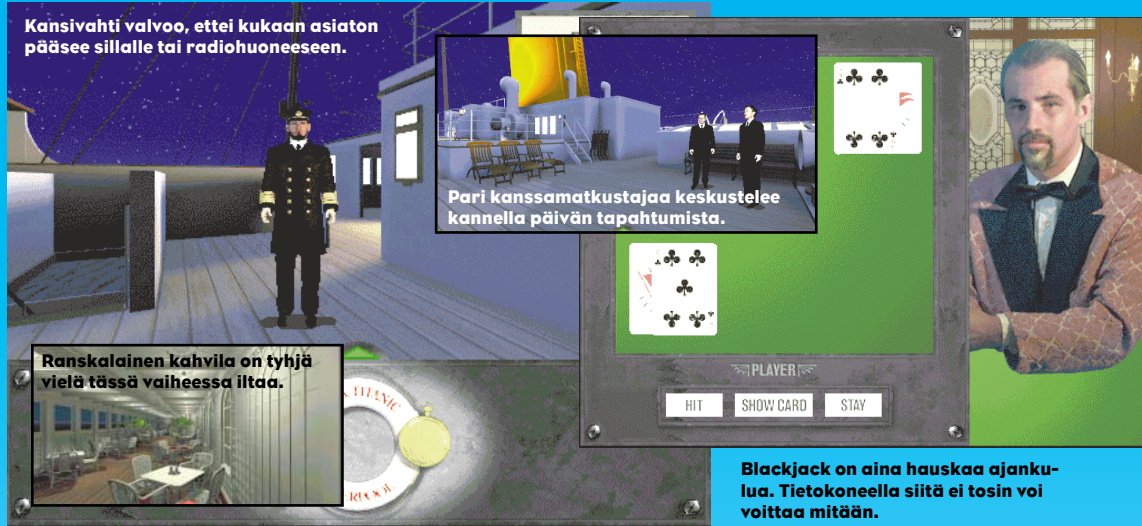 Kansivahti valvoo, ettei kukaan asiaton
pääsee sillalle tai radiohuoneeseen.
Pari kanssamatkustajaa keskustelee
kannella päivän tapahtumista.
Ranskalainen kahvila on tyhjä
vielä tässä vaiheessa iltaa.
TITANIC
PLAYER
HIT
SHOW CARD
STAY
Blackjack on aina hauskaa ajanku-
lua. Tietokoneella siitä ei tosin voi
voittaa mitään.